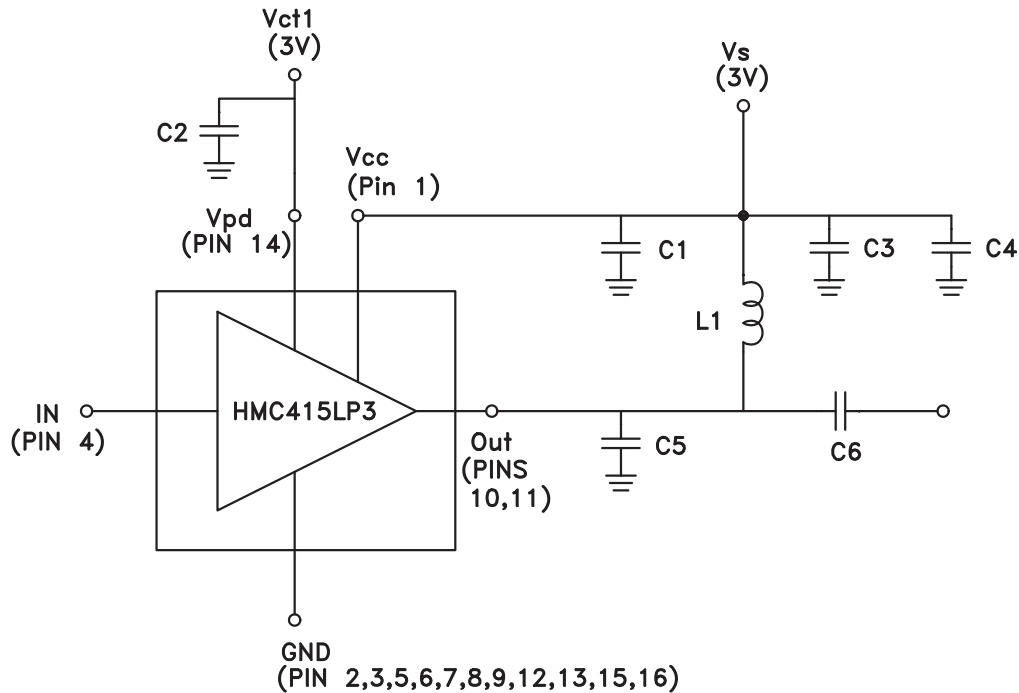 Vct1
(3V)
Vs
(3V)
C2
Vcc
(Pin 1)
Vpd
(PIN 14)
C1
C3
C4
L1
HMC415LP3
IN
(PIN 4)
Out
(PINS
10,11)
C5
C6
GND
(PIN 2,3,5,6,7,8,9,12,13,15,16)